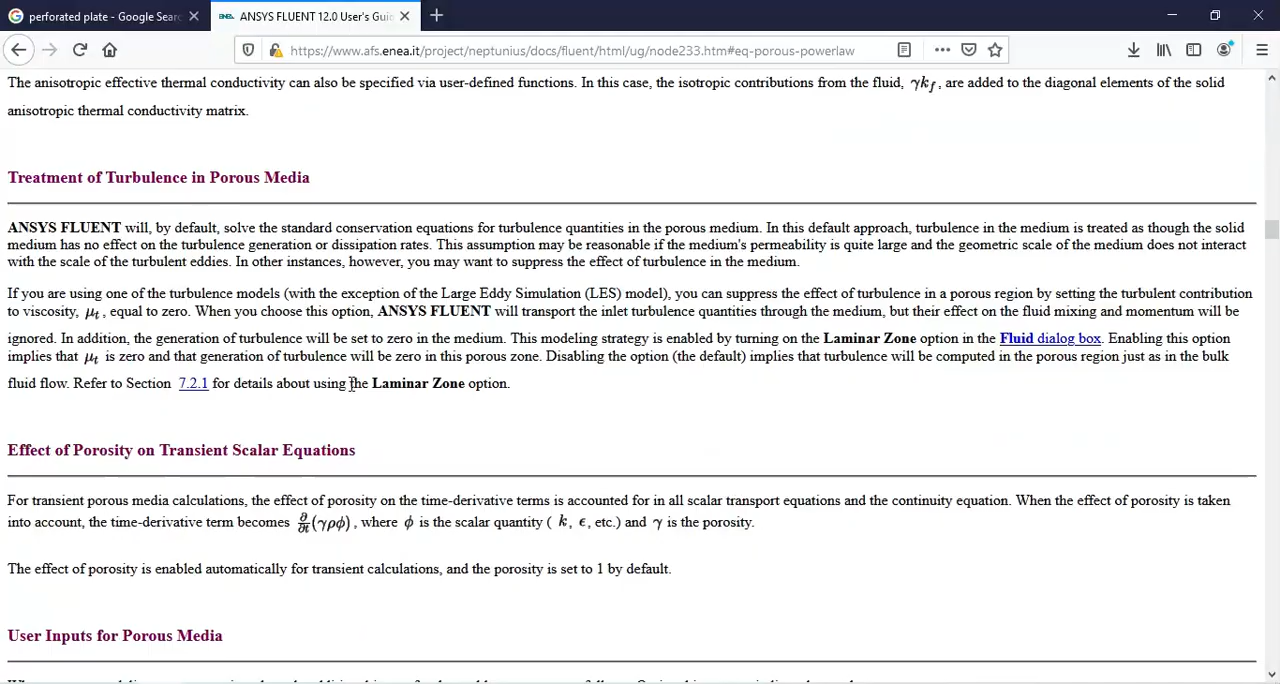 perforated plate - Google Searc
ANSYS FLUENT 12.0 User's Gui
https://www.afs.enea.it/project/neptunius/docs/fluent/html/ug/node233.htm#eq-porous-powerlaw
The anisotropic effective thermal conductivity can also be specified via user-defined functions. In this case, the isotropic contributions from the fluid, γk_f, are added to the diagonal elements of the solid
anisotropic thermal conductivity matrix.
Treatment of Turbulence in Porous Media
ANSYS FLUENT will, by default, solve the standard conservation equations for turbulence quantities in the porous medium. In this default approach, turbulence in the medium is treated as though the solid
medium has no effect on the turbulence generation or dissipation rates. This assumption may be reasonable if the medium's permeability is quite large and the geometric scale of the medium does not interact
with the scale of the turbulent eddies. In other instances, however, you may want to suppress the effect of turbulence in the medium.
If you are using one of the turbulence models (with the exception of the Large Eddy Simulation (LES) model), you can suppress the effect of turbulence in a porous region by setting the turbulent contribution
to viscosity, μ_t, equal to zero. When you choose this option, ANSYS FLUENT will transport the inlet turbulence quantities through the medium, but their effect on the fluid mixing and momentum will be
ignored. In addition, the generation of turbulence will be set to zero in the medium. This modeling strategy is enabled by turning on the Laminar Zone option in the Fluid dialog box. Enabling this option
implies that μ_t is zero and that generation of turbulence will be zero in this porous zone. Disabling the option (the default) implies that turbulence will be computed in the porous region just as in the bulk
fluid flow. Refer to Section 7.2.1 for details about using the Laminar Zone option.
Effect of Porosity on Transient Scalar Equations
For transient porous media calculations, the effect of porosity on the time-derivative terms is accounted for in all scalar transport equations and the continuity equation. When the effect of porosity is taken
into account, the time-derivative term becomes ∂/∂t(γρϕ), where ϕ is the scalar quantity ( k, ϵ, etc.) and γ is the porosity.
The effect of porosity is enabled automatically for transient calculations, and the porosity is set to 1 by default.
User Inputs for Porous Media